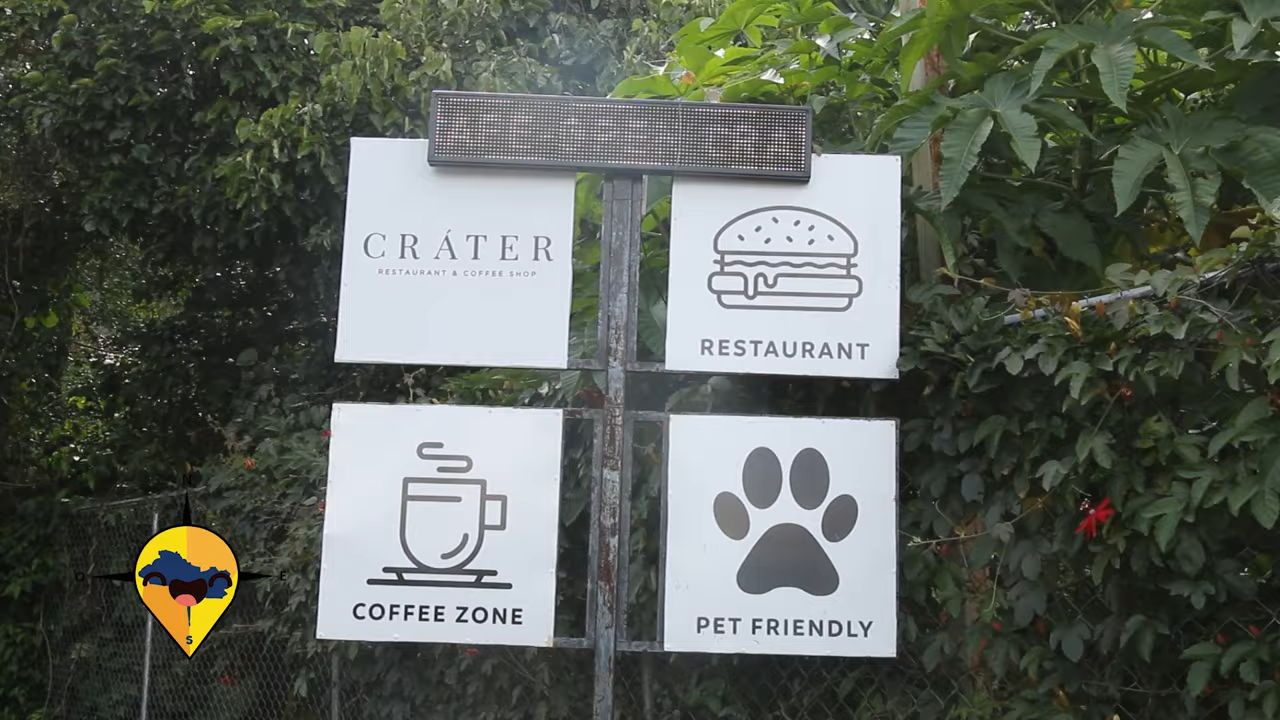 CRÁTER
RESTAURANT & COFFEE SHOP
RESTAURANT
COFFEE ZONE
PET FRIENDLY
N
O
E
S